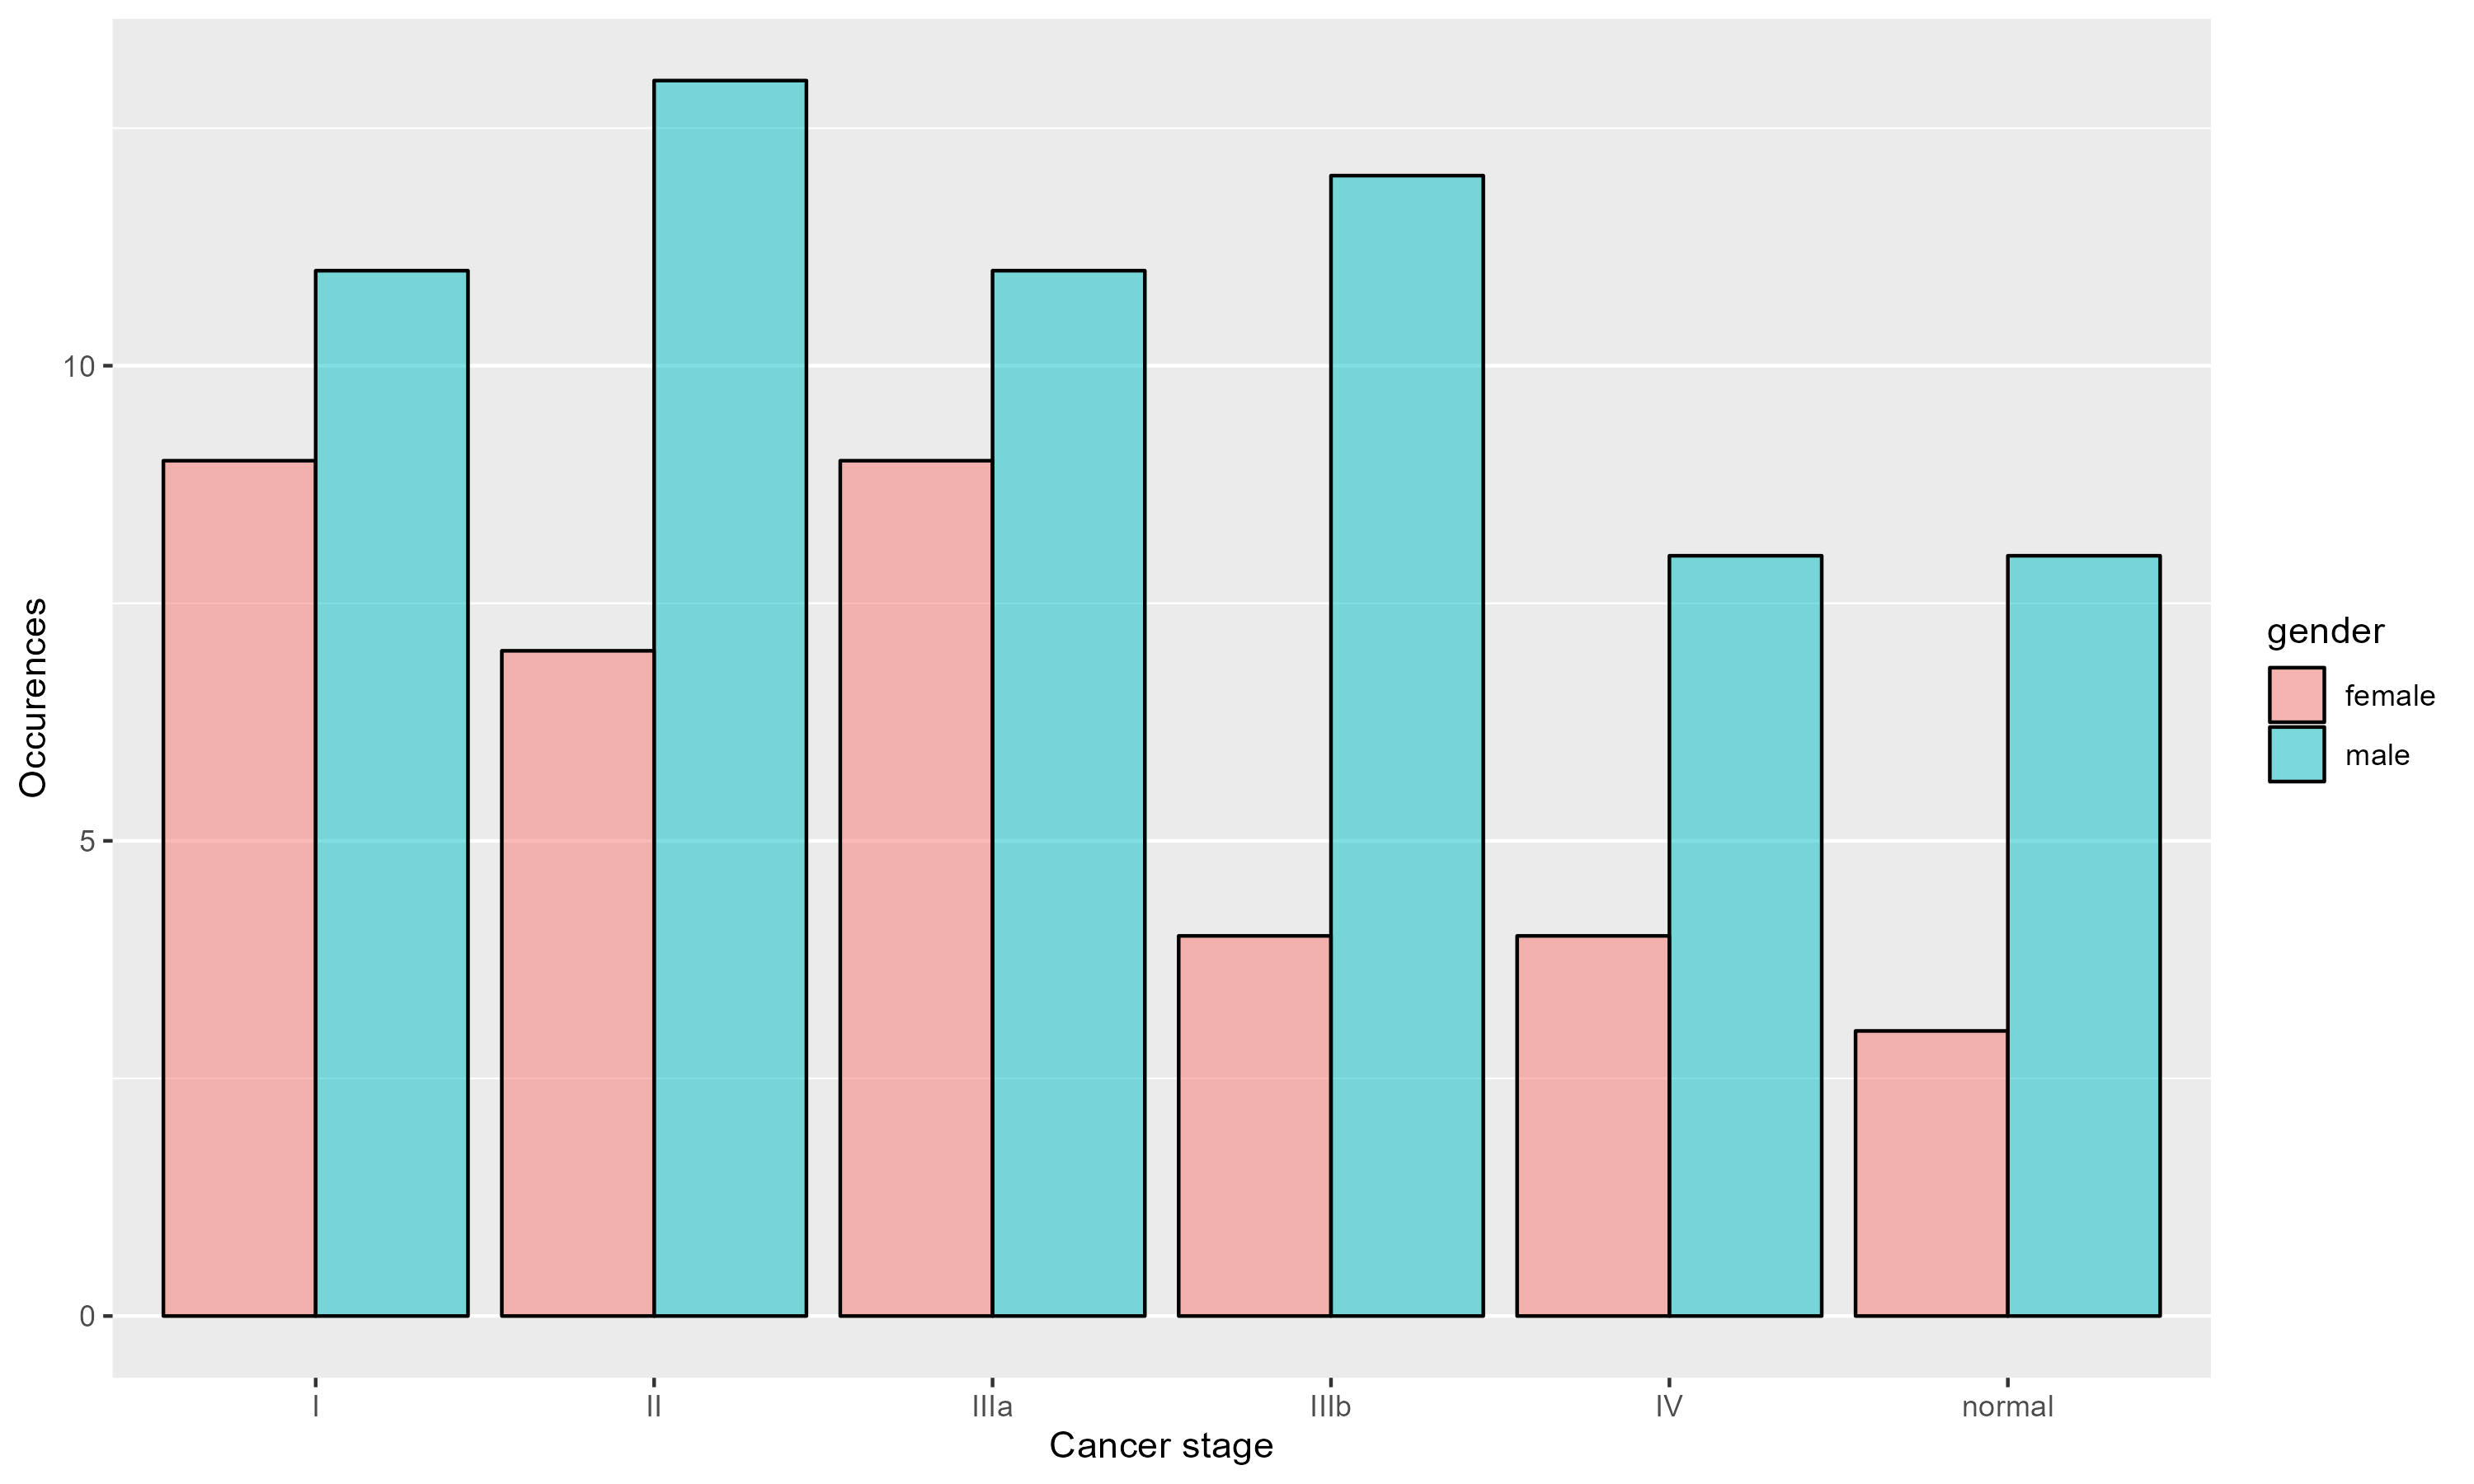 10
5
0
Occurences
I
II
IIIa
IIIb
IV
normal
Cancer stage
gender
female
male